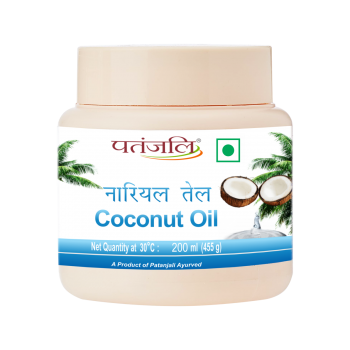 पतंजलि®
नारियल तेल
Coconut Oil
Net Quantity at 30°C : 200 ml (455 g)
A Product of Patanjali Ayurved